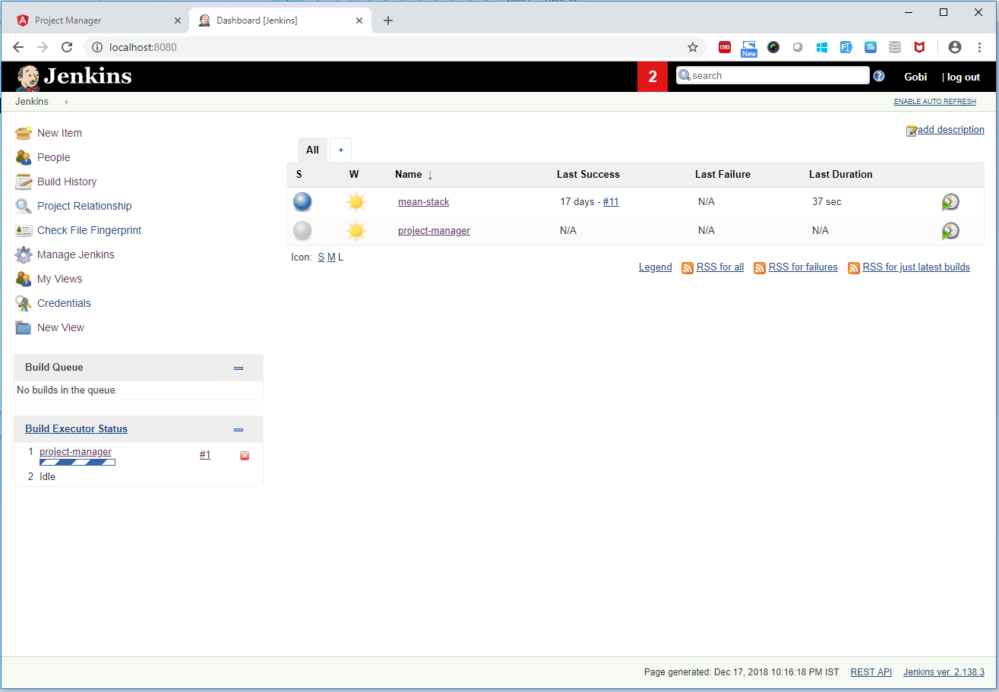 Project Manager
Dashboard [Jenkins]
localhost:8080
CORS
New
Jenkins
2
search
Gobi
| log out
Jenkins
ENABLE AUTO REFRESH
New Item
People
Build History
Project Relationship
Check File Fingerprint
Manage Jenkins
My Views
Credentials
New View
add description
All
+
S W Name ↓ Last Success Last Failure Last Duration
mean-stack 17 days - #11 N/A 37 sec
project-manager N/A N/A N/A
Icon: S M L
Legend RSS for all RSS for failures RSS for just latest builds
Build Queue
No builds in the queue.
Build Executor Status
1 project-manager #1
2 Idle
Page generated: Dec 17, 2018 10:16:18 PM IST REST API Jenkins ver. 2.138.3